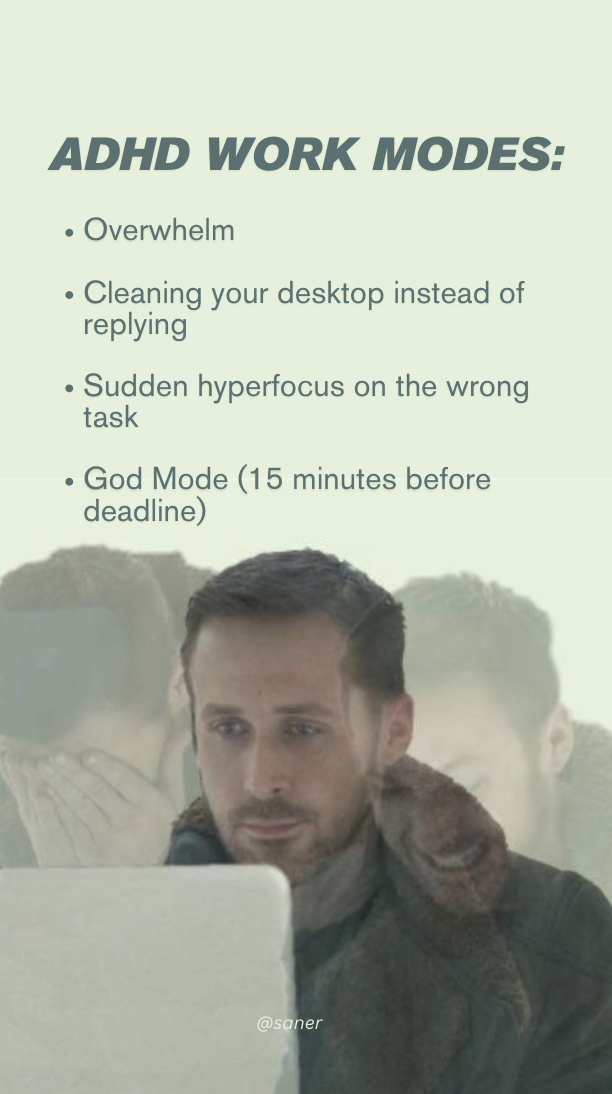 ADHD WORK MODES:
• Overwhelm
• Cleaning your desktop instead of
replying
• Sudden hyperfocus on the wrong
task
• God Mode (15 minutes before
deadline)
@saner